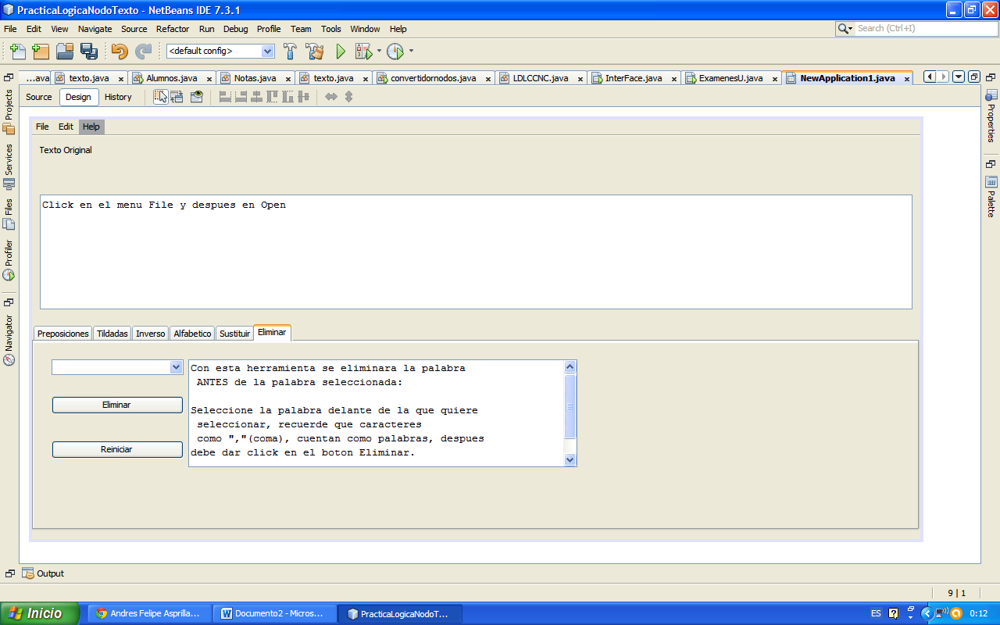 PracticaLogicaNodoTexto - NetBeans IDE 7.3.1
File Edit View Navigate Source Refactor Run Debug Profile Team Tools Window Help
Search (Ctrl+I)
<default config>
...ava texto.java Alumnos.java Notas.java texto.java convertidornodos.java LDLCCNC.java InterFace.java ExamenesU.java NewApplication1.java
Source Design History
Projects
Services
Files
Profiler
Navigator
Properties
Palette
File Edit Help
Texto Original
Click en el menu File y despues en Open
Preposiciones Tildadas Inverso Alfabetico Sustituir Eliminar
Eliminar
Reiniciar
Con esta herramienta se eliminara la palabra
ANTES de la palabra seleccionada:
Seleccione la palabra delante de la que quiere
seleccionar, recuerde que caracteres
como ","(coma), cuentan como palabras, despues
debe dar click en el boton Eliminar.
Output
9 | 1
Inicio Andres Felipe Asprilla... Documento2 - Micros... PracticaLogicaNodoT... ES 0:12